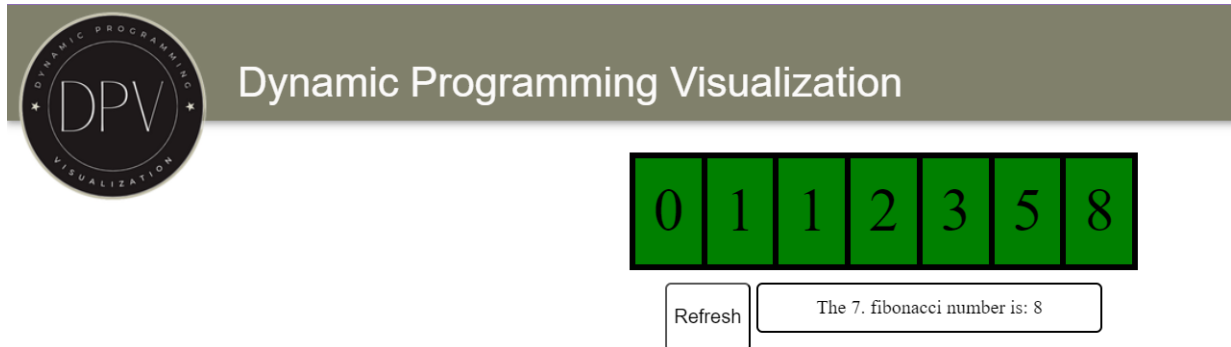 DYNAMIC PROGRAMMING
DPV
VISUALIZATION
Dynamic Programming Visualization
0 1 1 2 3 5 8
Refresh
The 7. fibonacci number is: 8